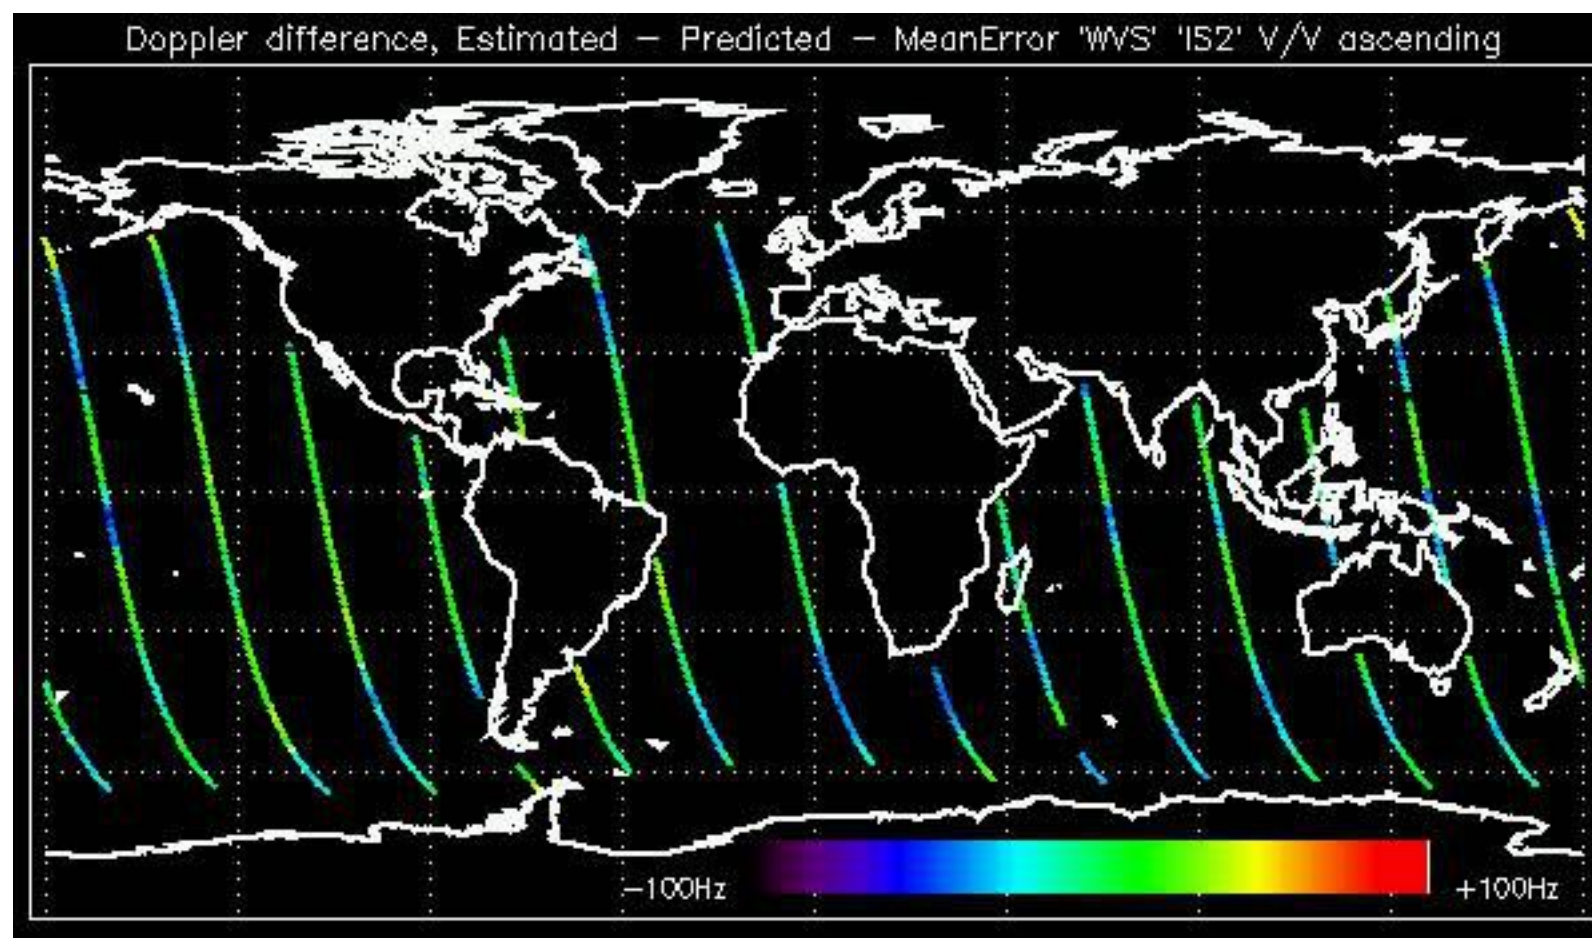 Doppler difference, Estimated – Predicted – MeanError 'WVS' 'IS2' V/V ascending
−100Hz
+100Hz